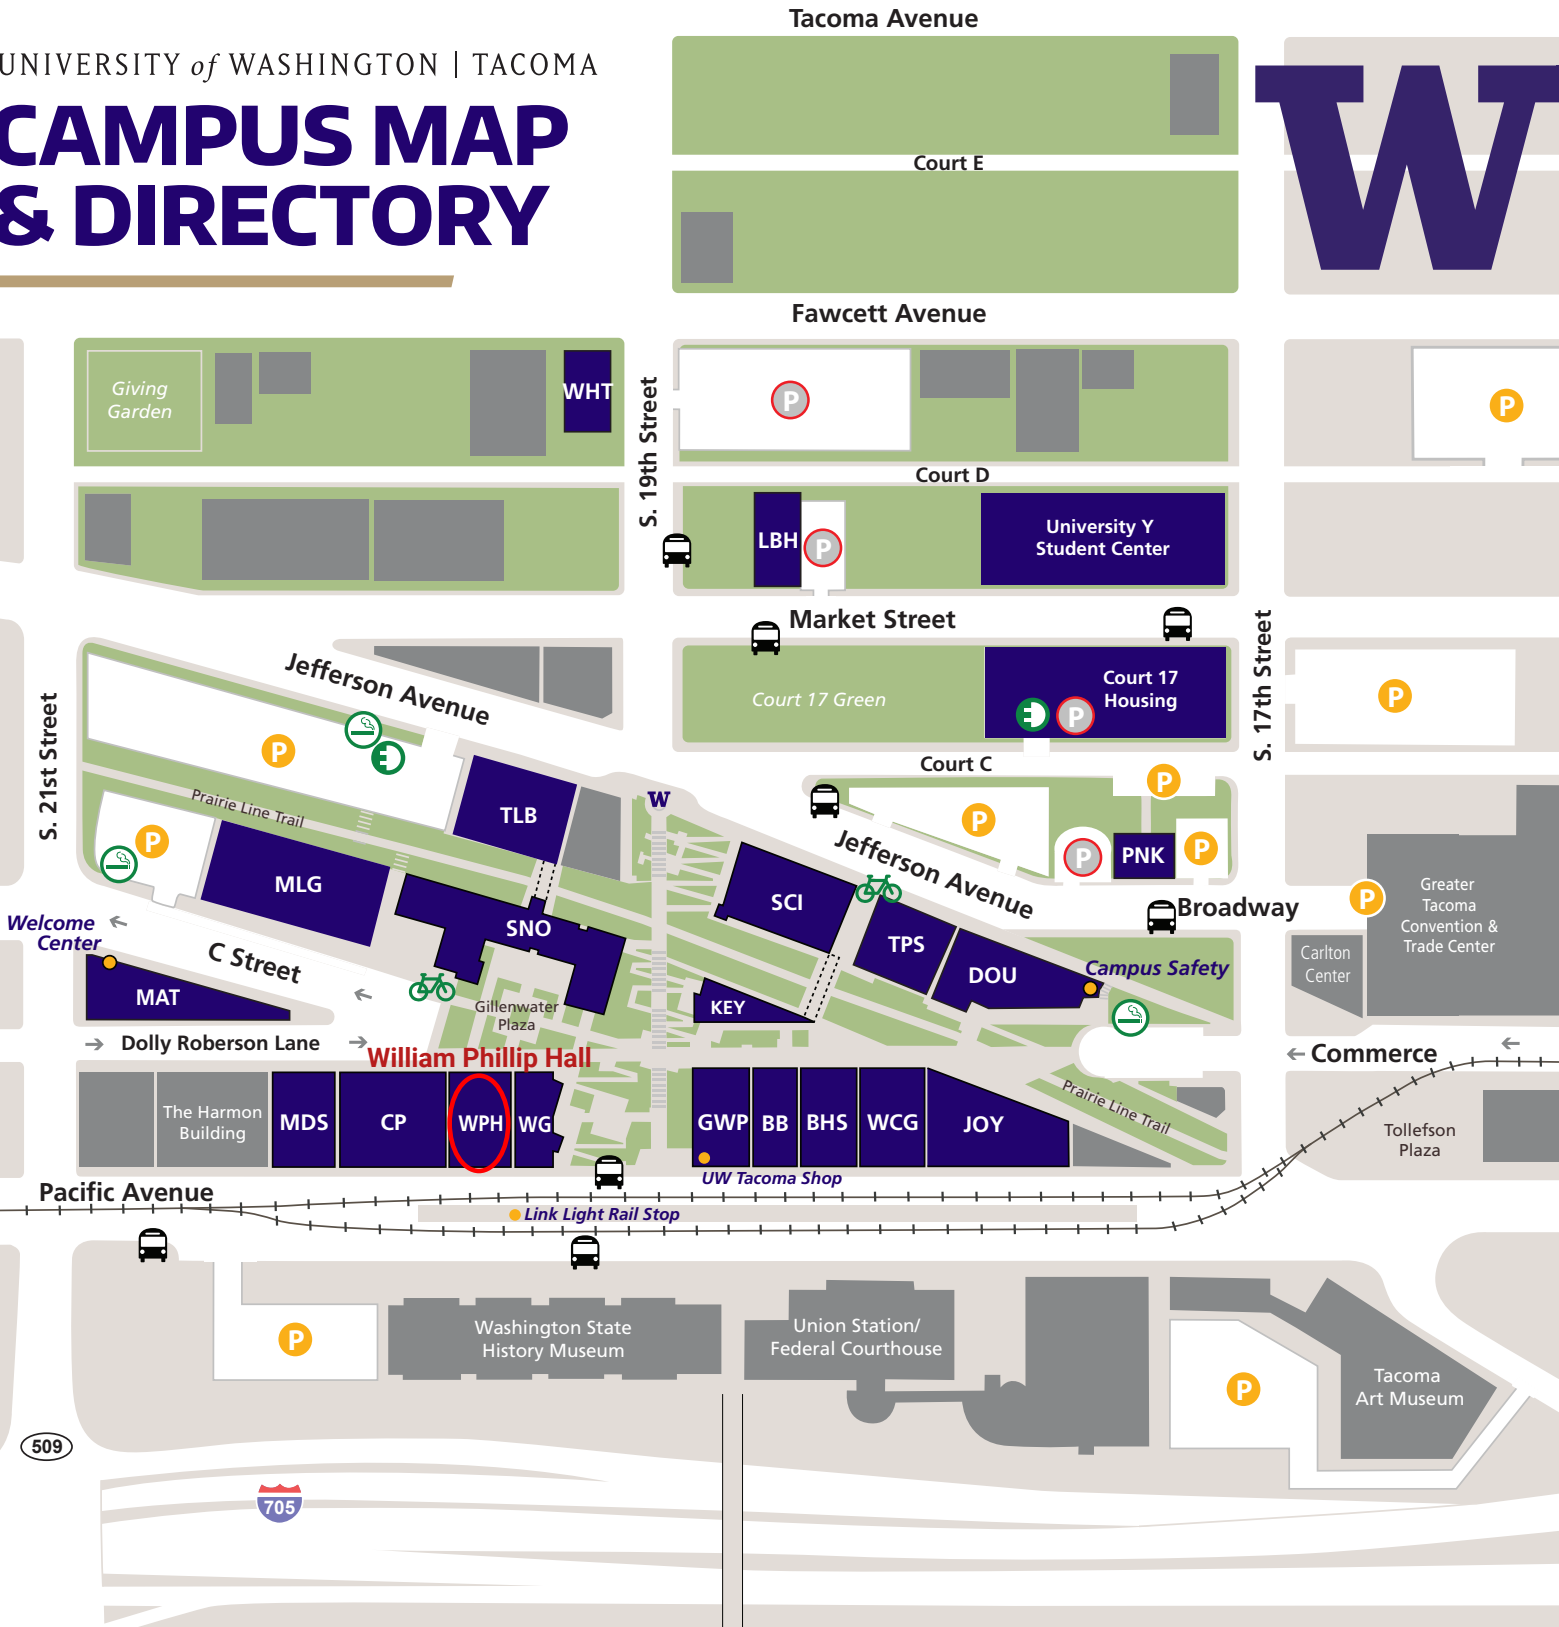 Tacoma Avenue
UNIVERSITY of WASHINGTON | TACOMA
CAMPUS MAP
& DIRECTORY
W
Court E
Fawcett Avenue
Giving
Garden
WHT
S. 19th Street
P
P
Court D
LBH
P
University Y
Student Center
Market Street
S. 17th Street
Jefferson Avenue
Court 17 Green
Court 17
Housing
P
P
S. 21st Street
P
Court C
P
Prairie Line Trail
TLB
W
P
Jefferson Avenue
P
PNK
P
P
MLG
SCI
Greater
Tacoma
Convention &
Trade Center
P
Broadway
Welcome
Center
SNO
TPS
C Street
DOU
Campus Safety
Carlton
Center
MAT
Gillenwater
Plaza
KEY
Dolly Roberson Lane
William Phillip Hall
Commerce
The Harmon
Building
MDS
CP
WPH
WG
GWP
BB
BHS
WCG
JOY
Prairie Line Trail
Tollefson
Plaza
UW Tacoma Shop
Pacific Avenue
Link Light Rail Stop
P
Washington State
History Museum
Union Station/
Federal Courthouse
P
Tacoma
Art Museum
509
705